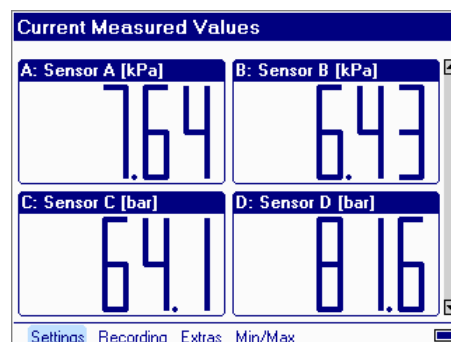 Current Measured Values
A: Sensor A [kPa] B: Sensor B [kPa]
7.64 6.43
C: Sensor C [bar] D: Sensor D [bar]
64.1 81.6
Settings Recording Extras Min/Max